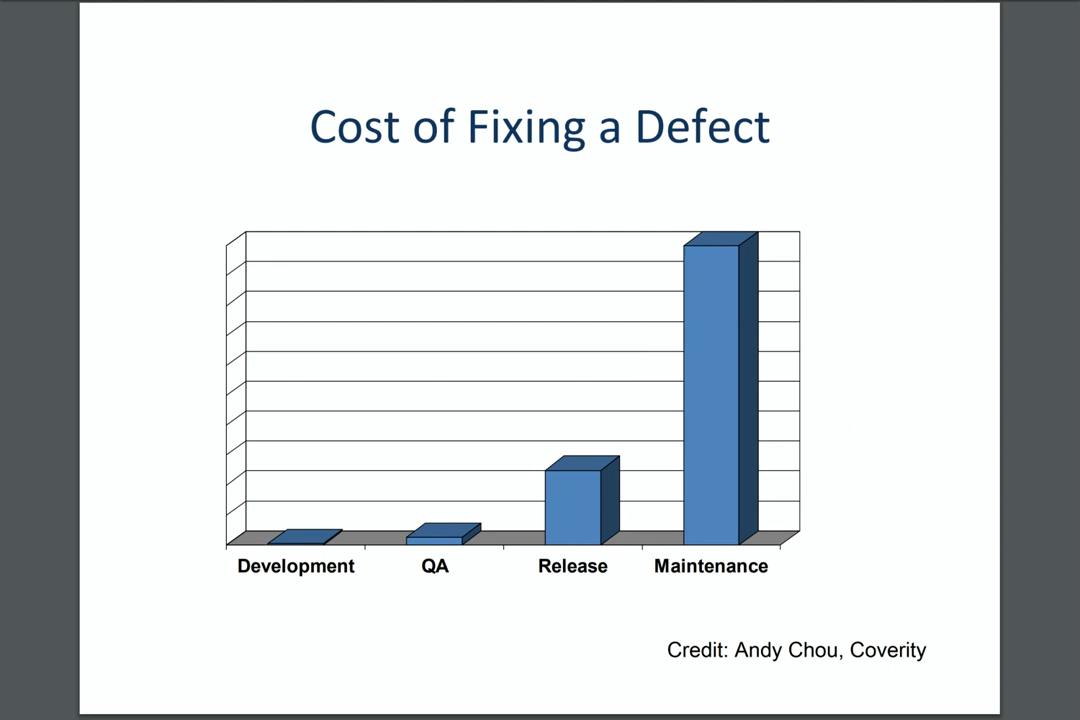 Cost of Fixing a Defect
Development QA Release Maintenance
Credit: Andy Chou, Coverity